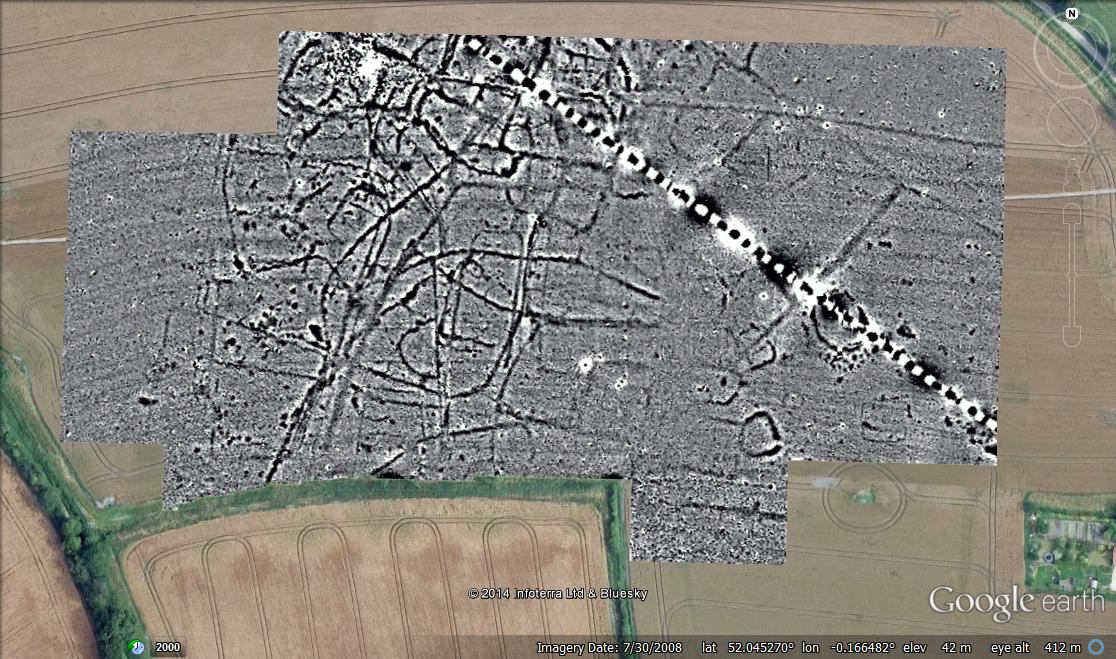 N
© 2014 Infoterra Ltd & Bluesky
Google earth
2000
Imagery Date: 7/30/2008 lat 52.045270° lon -0.166482° elev 42 m eye alt 412 m